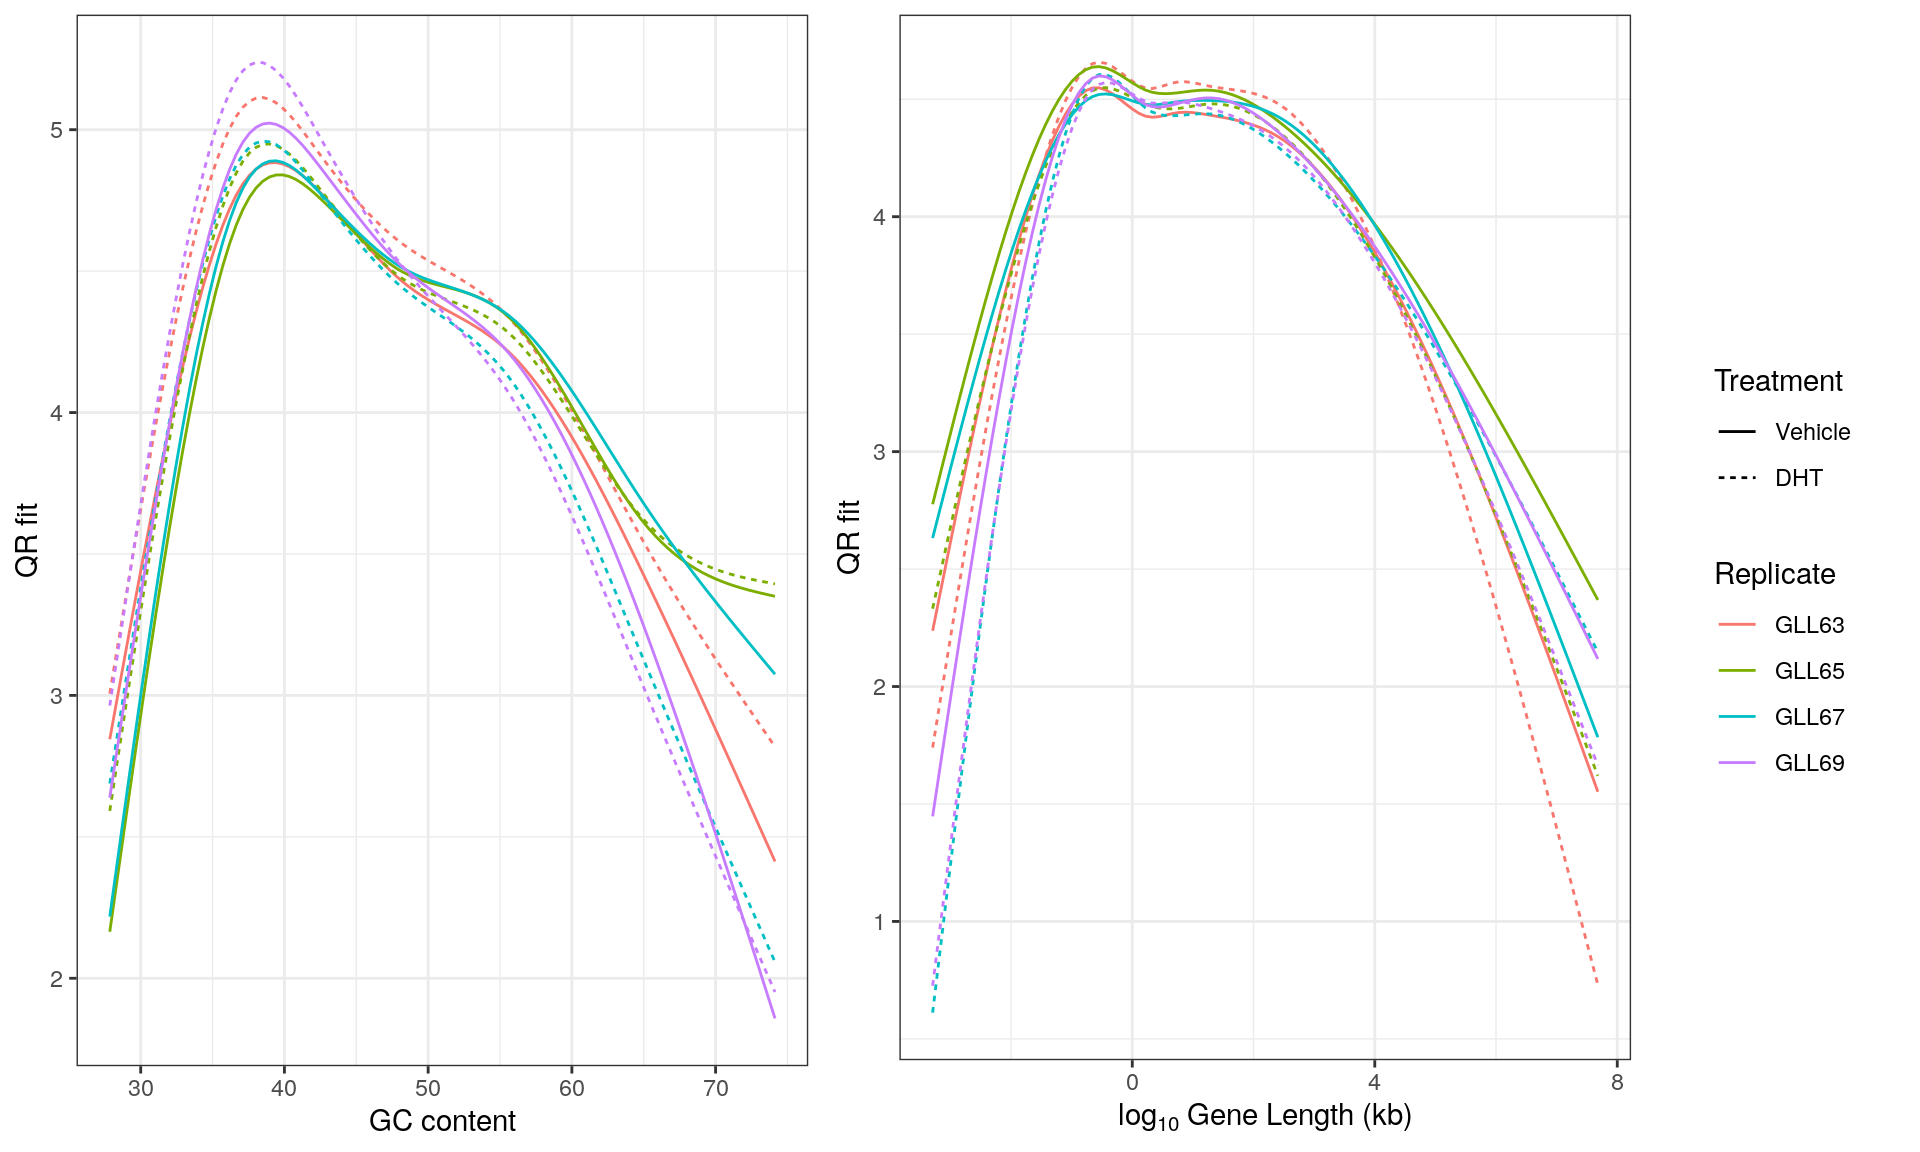 QR fit
5
4
3
2
30 40 50 60 70
GC content
QR fit
4
3
2
1
0 4 8
log10 Gene Length (kb)
Treatment
Vehicle
DHT
Replicate
GLL63
GLL65
GLL67
GLL69